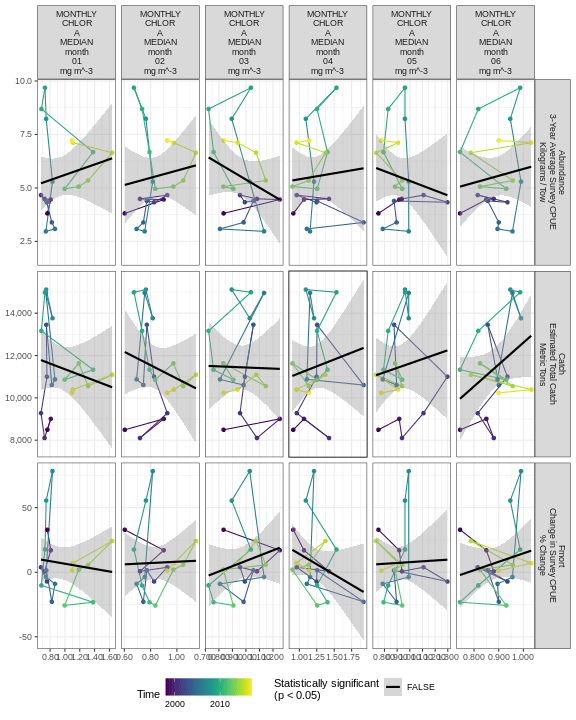 MONTHLY
CHLOR
A
MEDIAN
month
01
mg m^-3
MONTHLY
CHLOR
A
MEDIAN
month
02
mg m^-3
MONTHLY
CHLOR
A
MEDIAN
month
03
mg m^-3
MONTHLY
CHLOR
A
MEDIAN
month
04
mg m^-3
MONTHLY
CHLOR
A
MEDIAN
month
05
mg m^-3
MONTHLY
CHLOR
A
MEDIAN
month
06
mg m^-3
10.0
7.5
5.0
2.5
Abundance
3-Year Average Survey CPUE
Kilograms / Tow
14,000
12,000
10,000
8,000
Catch
Estimated Total Catch
Metric Tons
50
0
-50
Fmort
Change in Survey CPUE
% Change
0.60 0.80 1.00
1.00 1.25 1.50 1.75
0.800 0.900 1.000
Time
2000 2010
Statistically significant
(p < 0.05)
FALSE